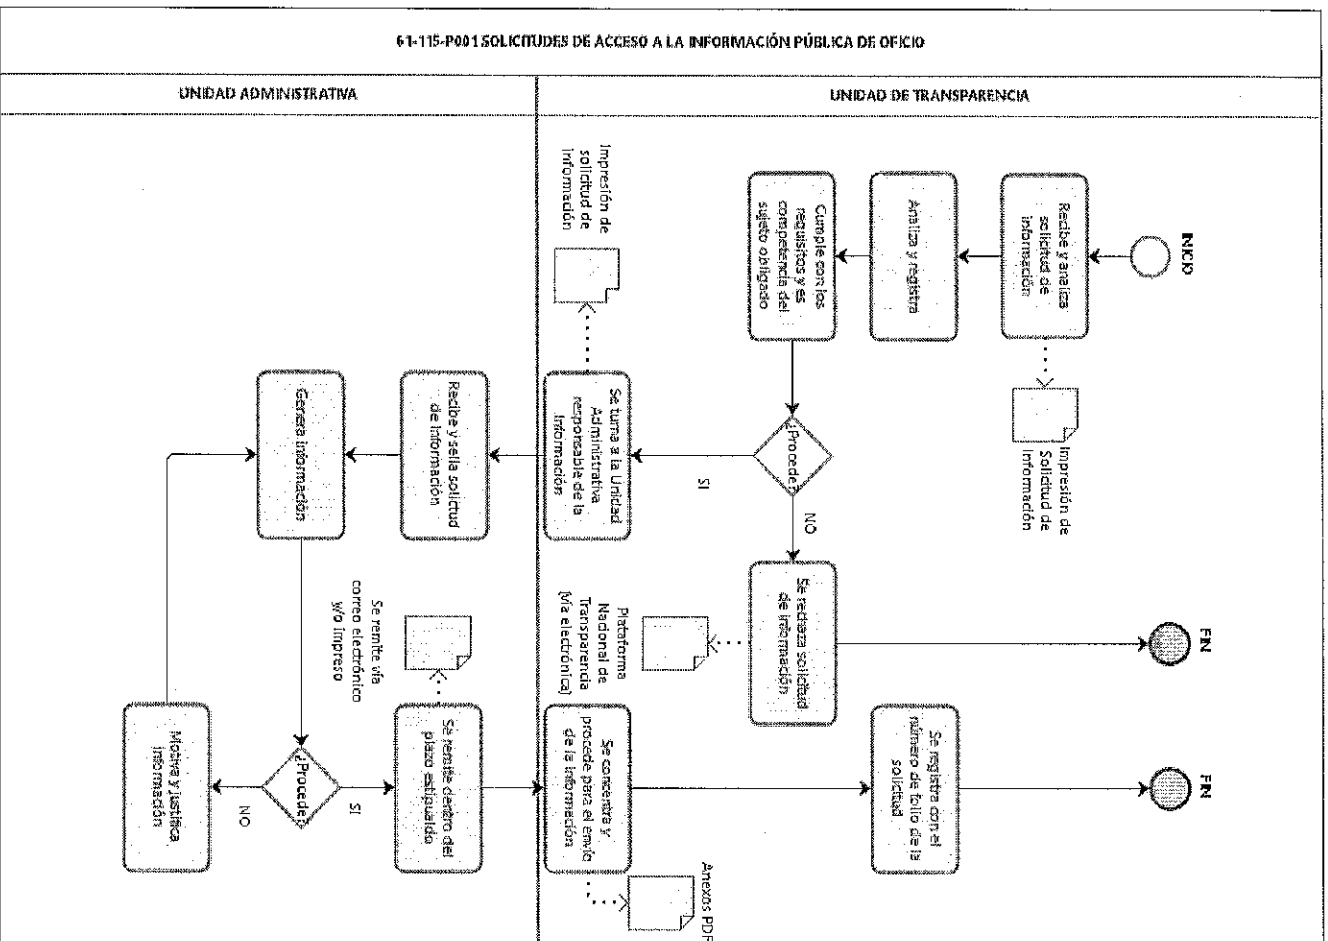 61-115-P001 SOLICITUDES DE ACCESO A LA INFORMACIÓN PÚBLICA DE OFICIO
UNIDAD ADMINISTRATIVA
UNIDAD DE TRANSPARENCIA
INICIO
Recibe y analiza
solicitud de
información
Impresión de
Solicitud de
Información
Analiza y registra
Cumple con los
requisitos y es
competencia del
sujeto obligado
¿Procede?
NO
Se rechaza solicitud
de información
Plataforma
Nacional de
Transparencia
(Vía electrónica)
FIN
SI
Se turna a la Unidad
Administrativa
responsable de la
Información
Impresión de
solicitud de
información
Recibe y sella solicitud
de información
Genera información
¿Procede?
NO
Motiva y justifica
información
SI
Se remite dentro del
plazo estipualdo
Se remite vía
correo electrónico
y/o impreso
Se concentra y
procede para el envío
de la información
Anexos PDF
Se registra con el
número de folio de la
solicitud
FIN